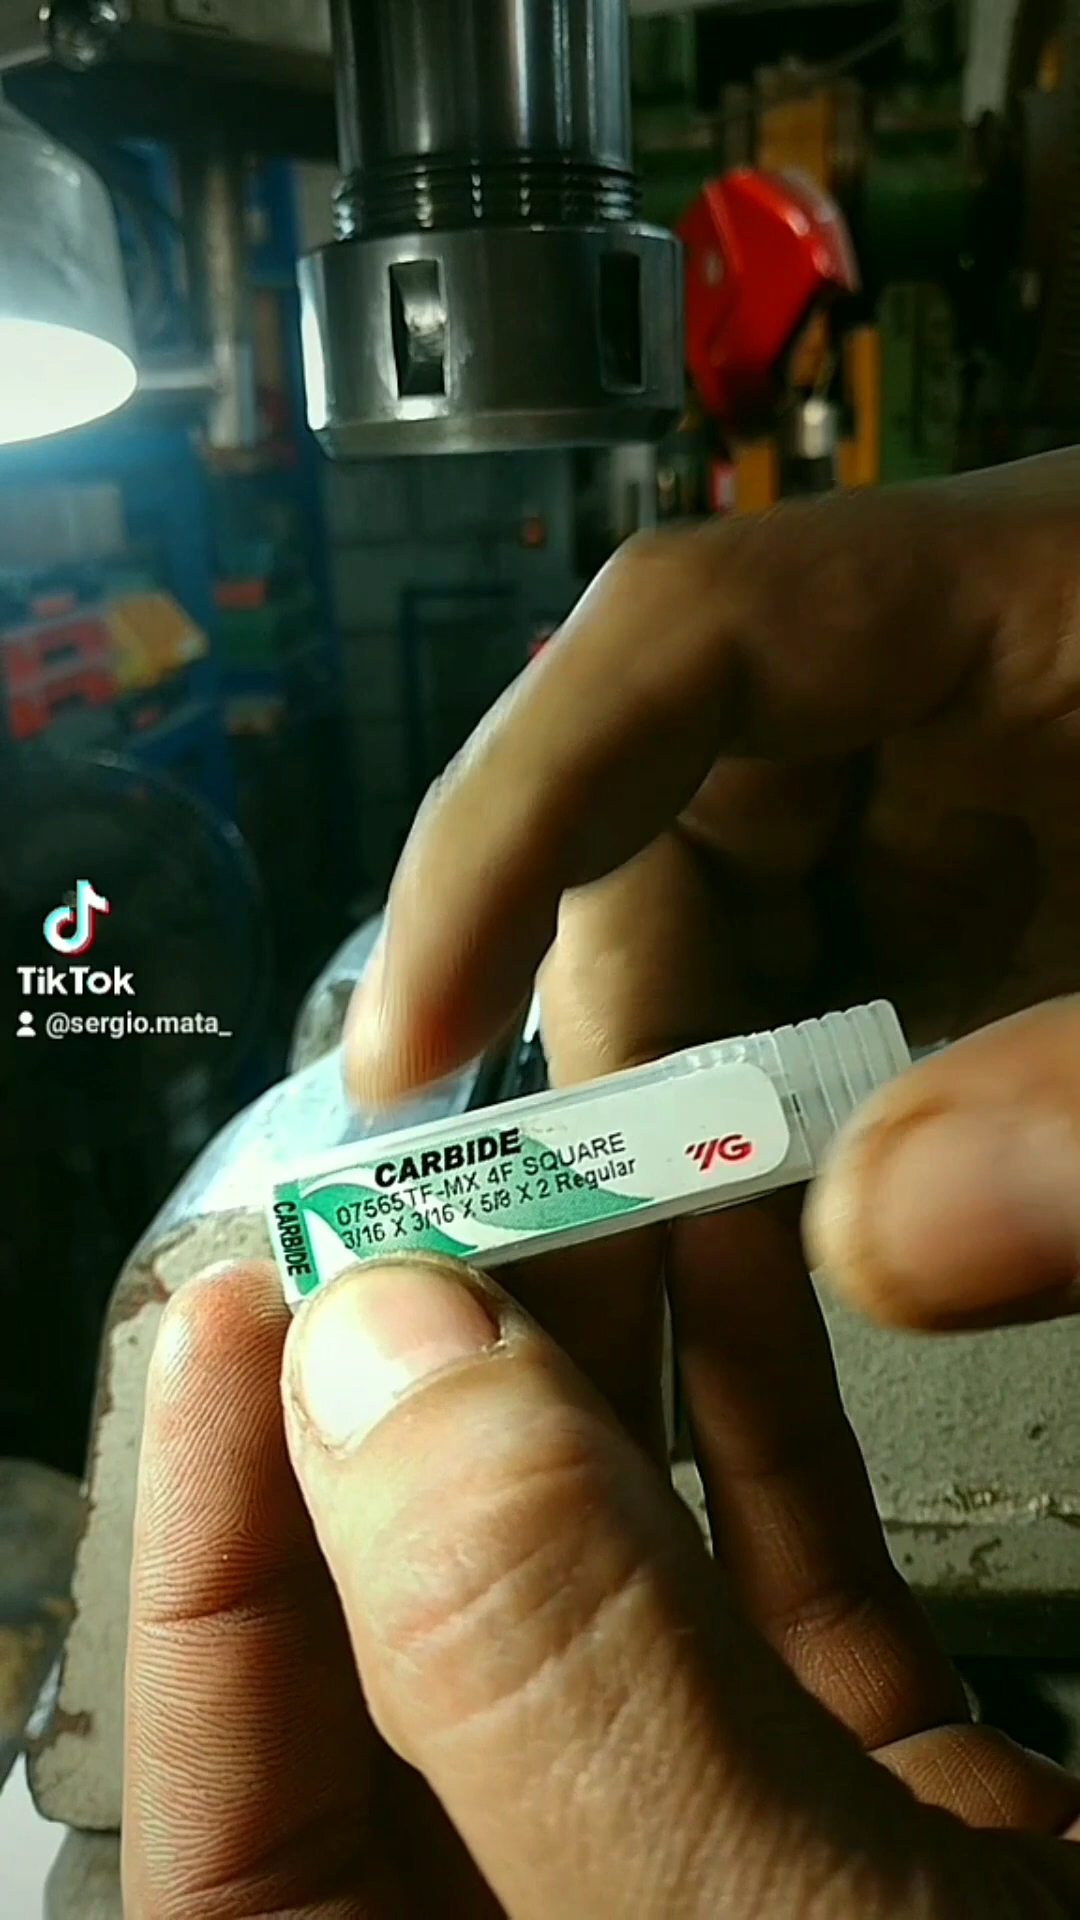 TikTok
@sergio.mata_
CARBIDE
07565TF-MX 4F SQUARE
3/16 X 3/16 X 5/8 X 2 Regular
YG
CARBIDE